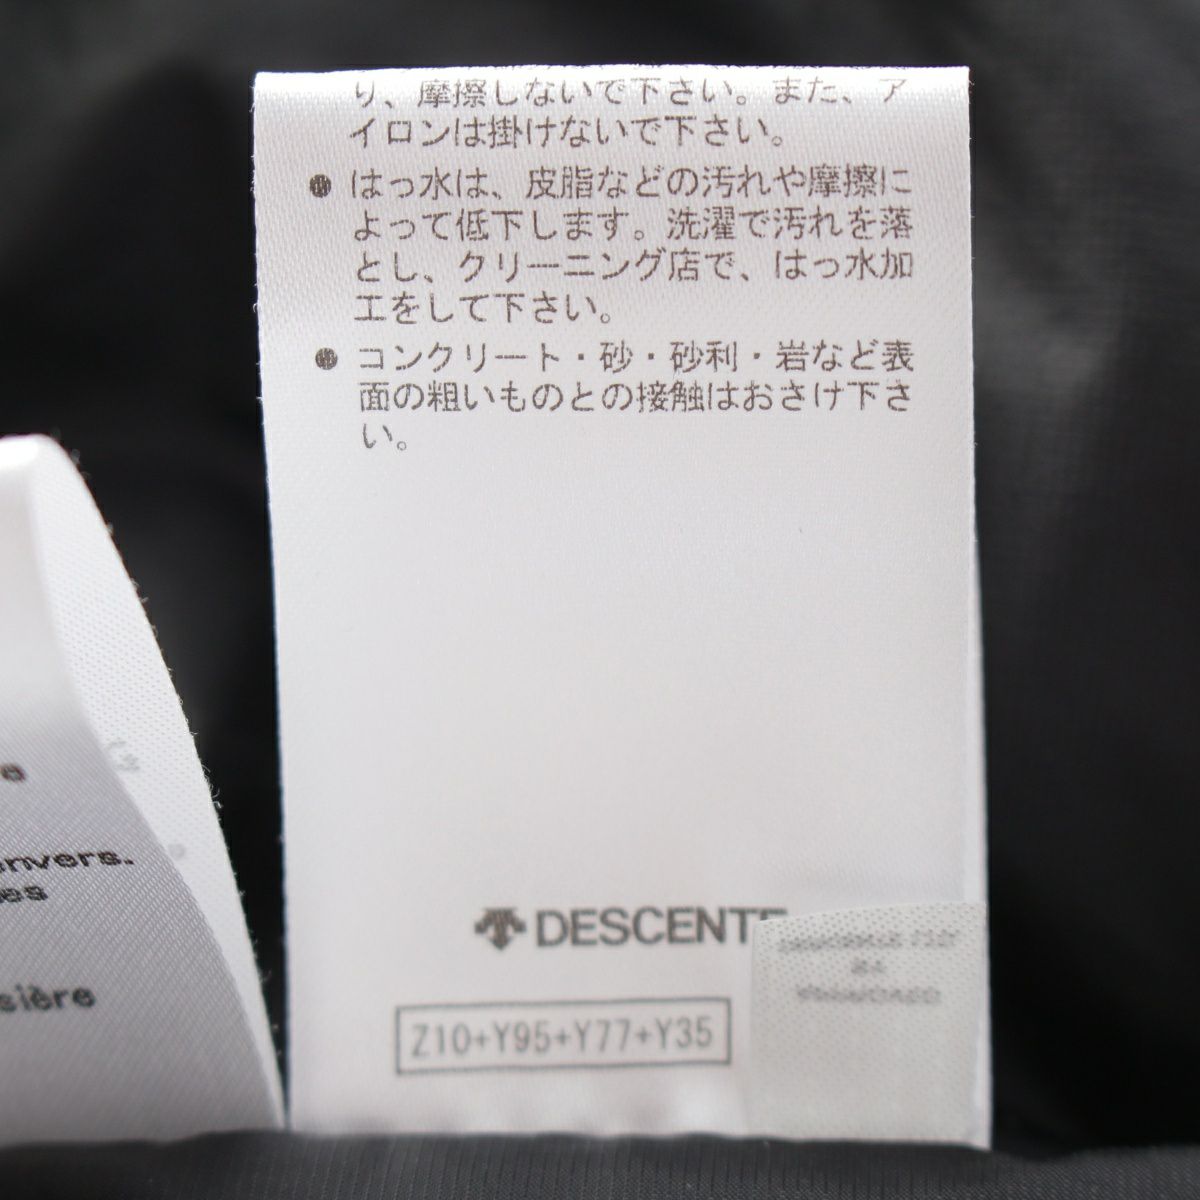 り、摩擦しないで下さい。また、ア
イロンは掛けないで下さい。
● はっ水は、皮脂などの汚れや摩擦に
よって低下します。洗濯で汚れを落
とし、クリーニング店で、はっ水加
工をして下さい。
● コンクリート・砂・砂利・岩など表
面の粗いものとの接触はおさけ下さ
い。
DESCENTE
Z10+Y95+Y77+Y35
e
nvers.
es
sière